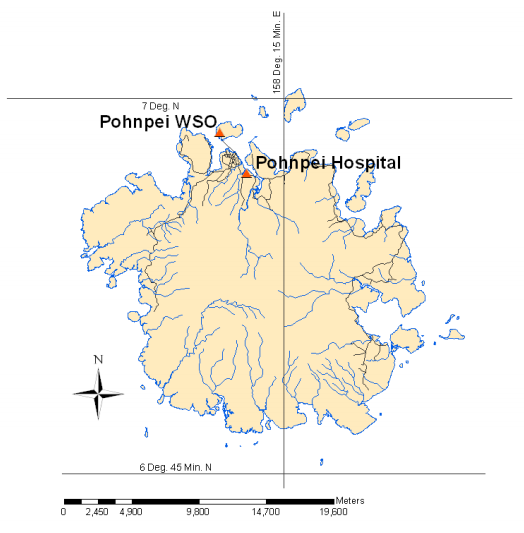 158 Deg. 15 Min. E
7 Deg. N
Pohnpei WSO
Pohnpei Hospital
N
6 Deg. 45 Min. N
Meters
0 2,450 4,900 9,800 14,700 19,600